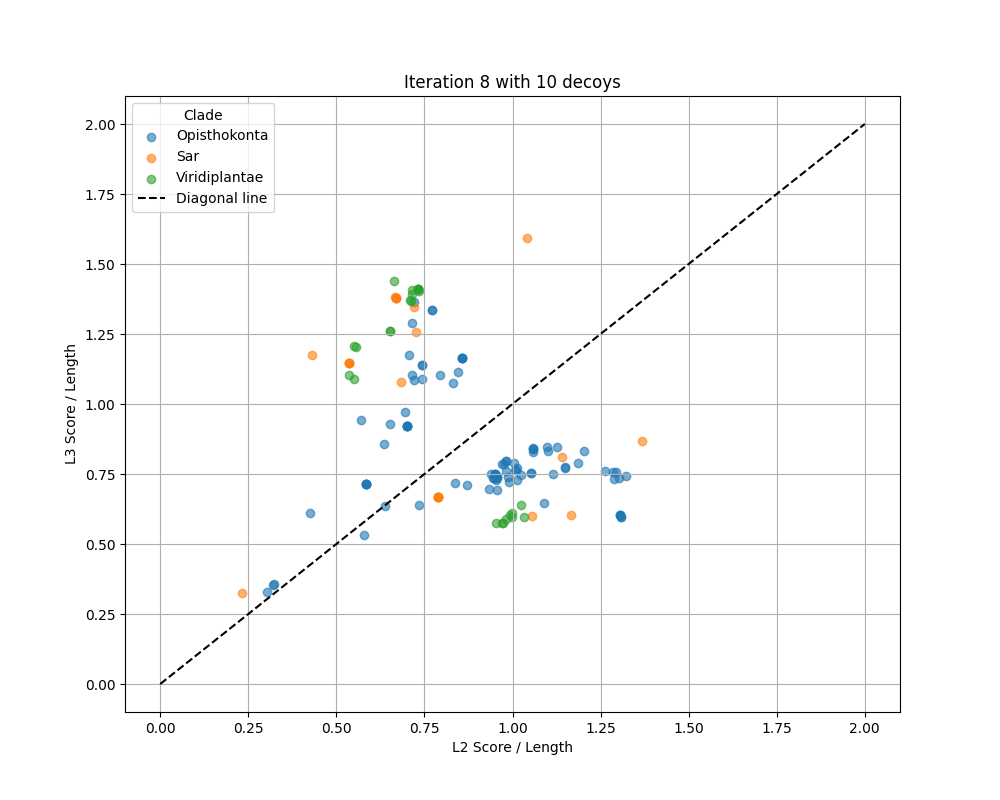 Iteration 8 with 10 decoys
Clade
Opisthokonta
Sar
Viridiplantae
Diagonal line
2.00
1.75
1.50
1.25
1.00
0.75
0.50
0.25
0.00
L3 Score / Length
0.00 0.25 0.50 0.75 1.00 1.25 1.50 1.75 2.00
L2 Score / Length